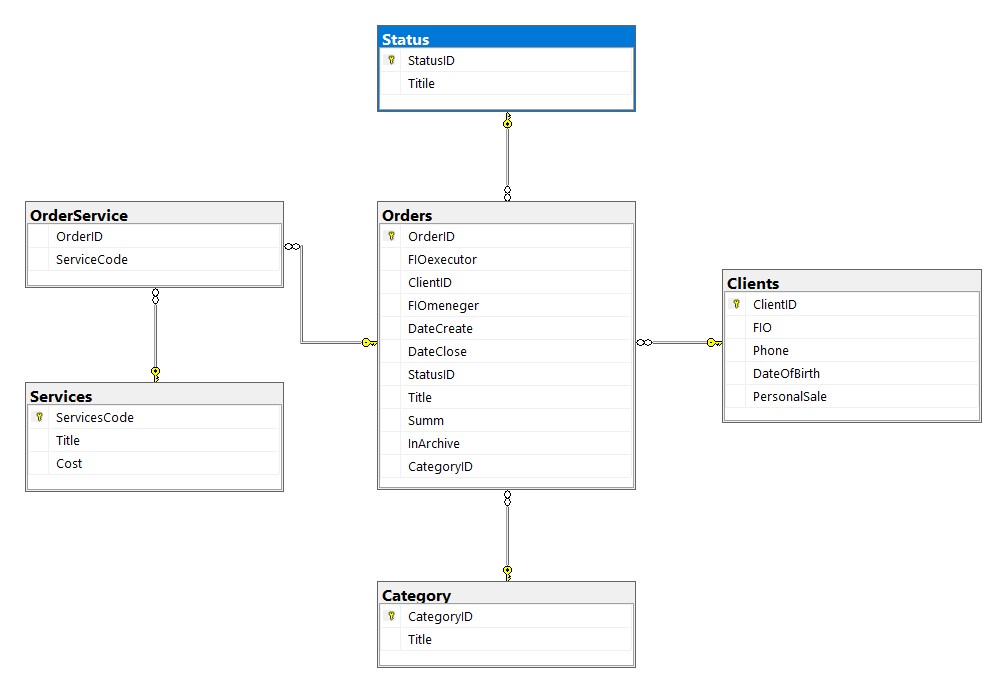 Status
StatusID
Titile
OrderService
OrderID
ServiceCode
Services
ServicesCode
Title
Cost
Orders
OrderID
FIOexecutor
ClientID
FIOmeneger
DateCreate
DateClose
StatusID
Title
Summ
InArchive
CategoryID
Clients
ClientID
FIO
Phone
DateOfBirth
PersonalSale
Category
CategoryID
Title